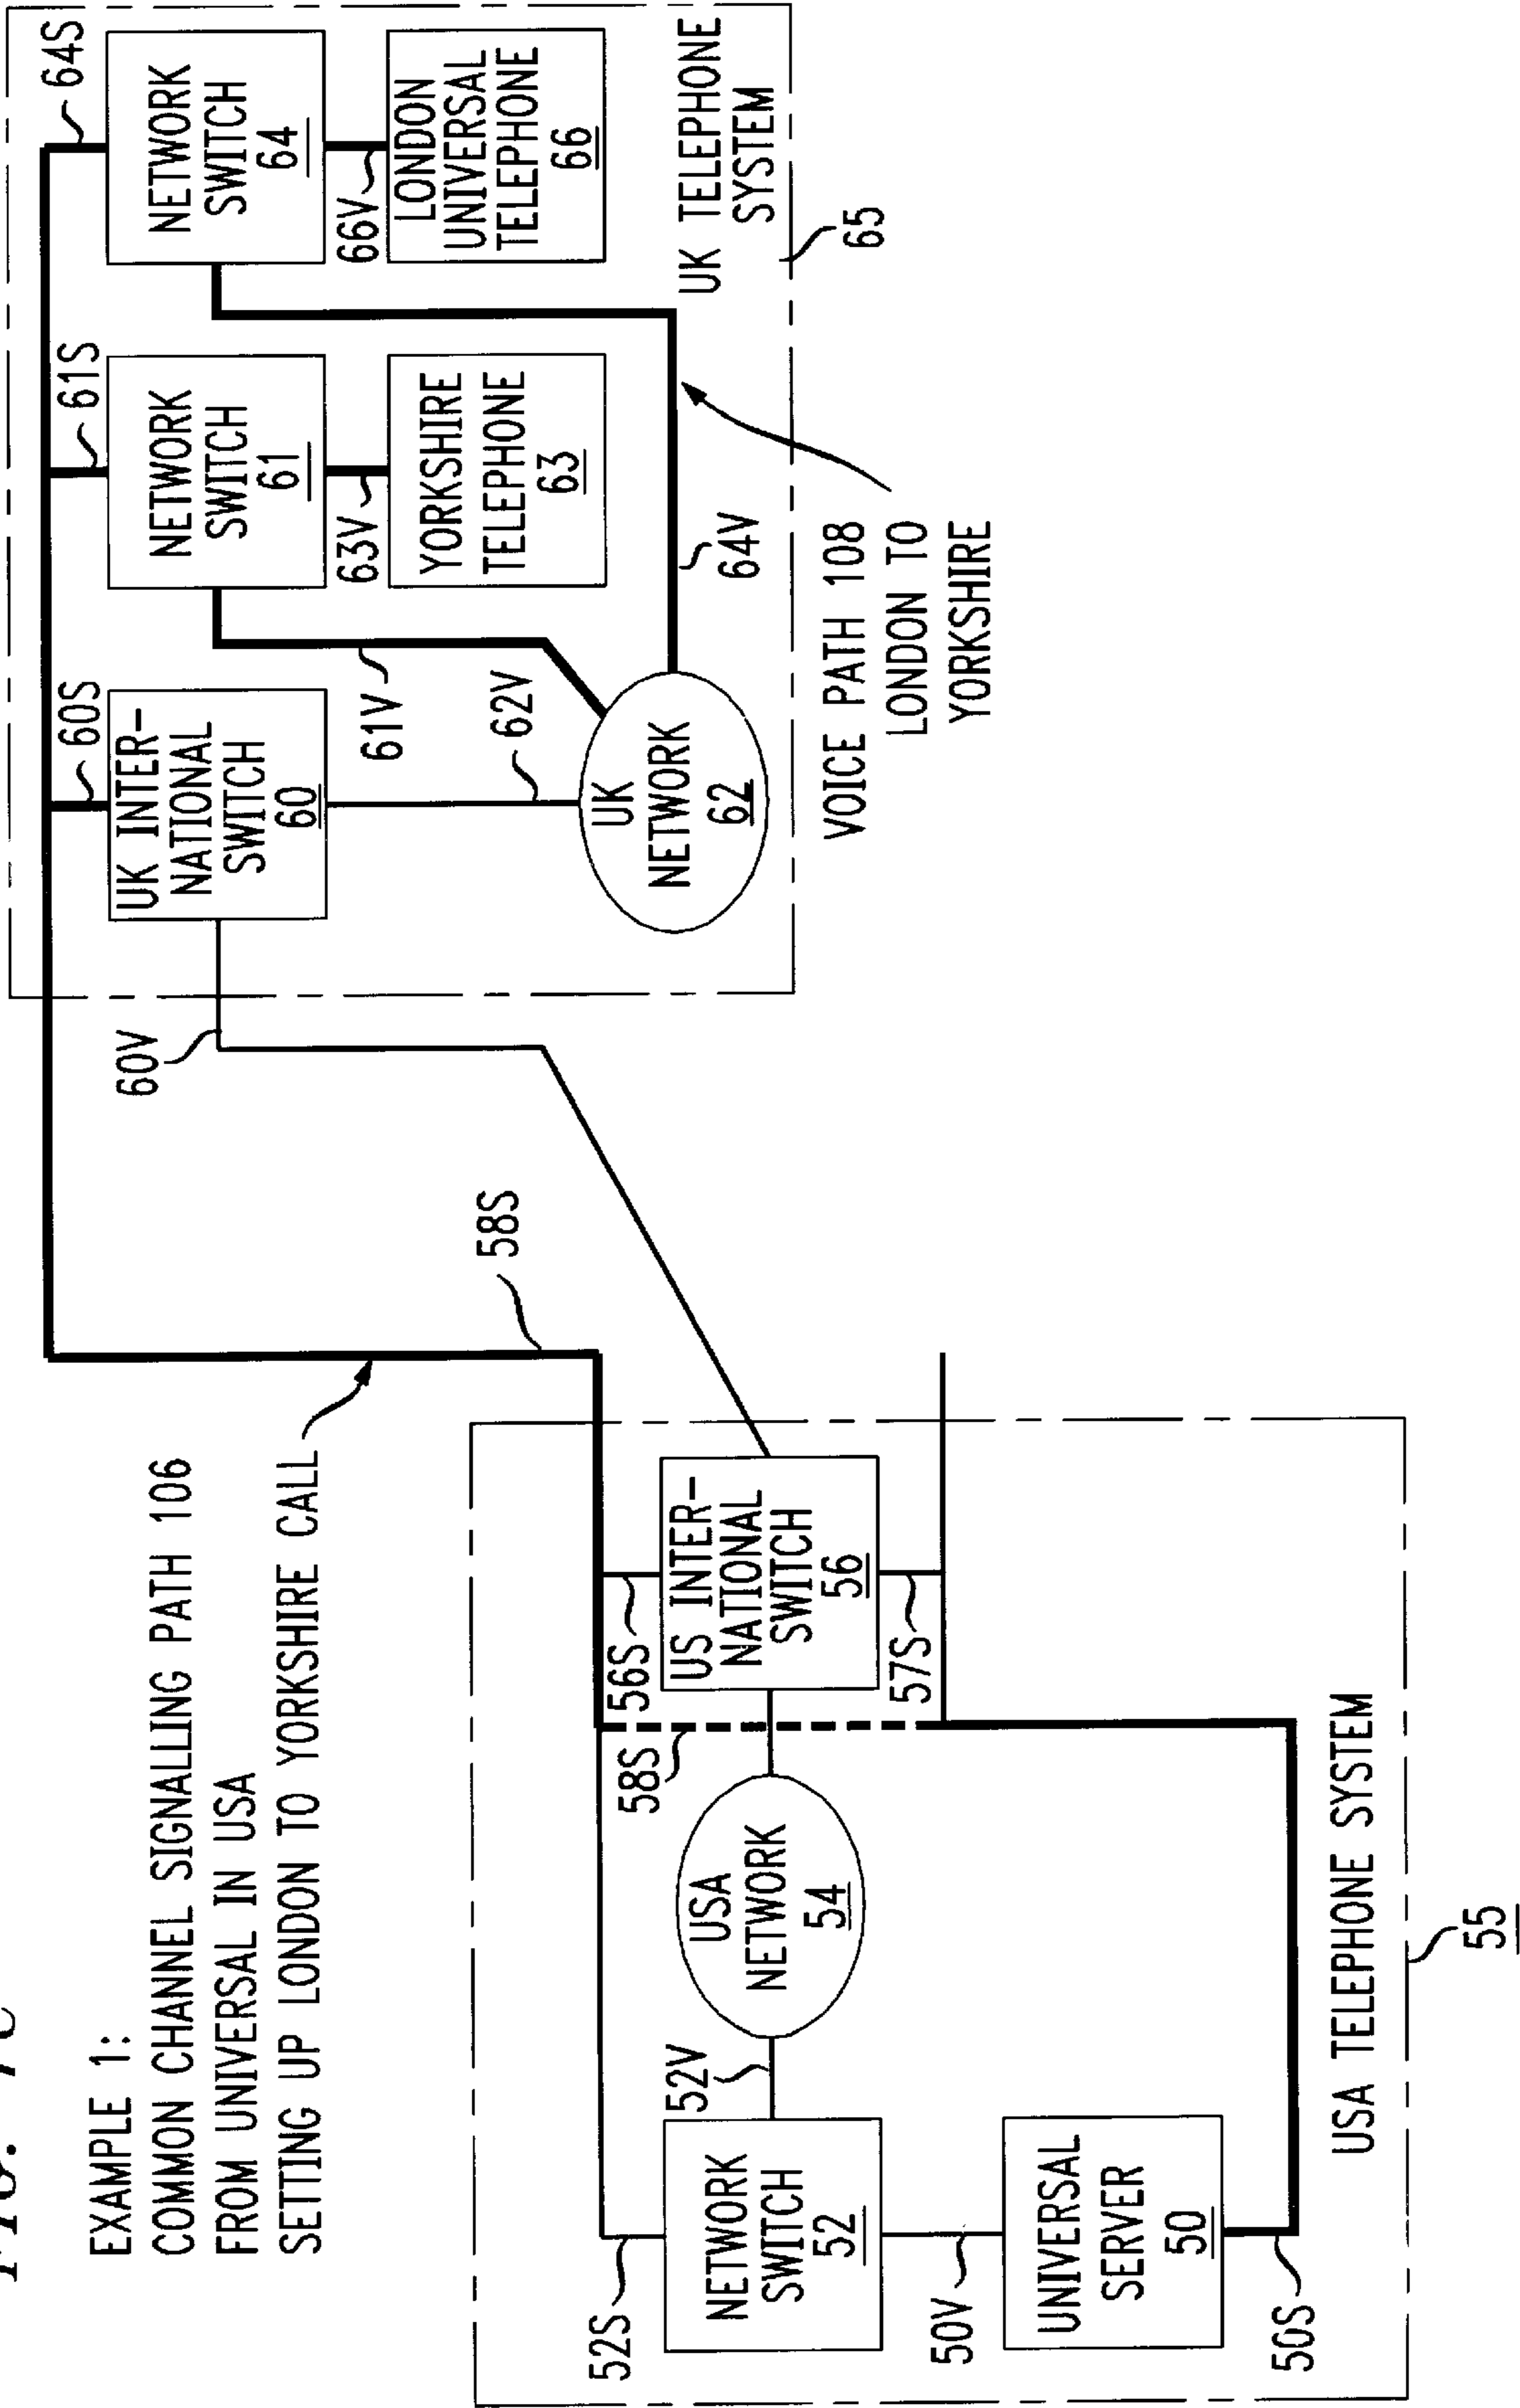 EXAMPLE 1:
COMMON CHANNEL SIGNALLING PATH 106
FROM UNIVERSAL IN USA
SETTING UP LONDON TO YORKSHIRE CALL
58S
52S
NETWORK
SWITCH
52
52V
50V
UNIVERSAL
SERVER
50
50S
USA
NETWORK
54
58S
56S
US INTER-
NATIONAL
SWITCH
56
57S
USA TELEPHONE SYSTEM
55
60V
60S
UK INTER-
NATIONAL
SWITCH
60
62V
UK
NETWORK
62
61V
61S
NETWORK
SWITCH
61
63V
YORKSHIRE
TELEPHONE
63
64V
64S
NETWORK
SWITCH
64
66V
LONDON
UNIVERSAL
TELEPHONE
66
UK TELEPHONE
SYSTEM
65
VOICE PATH 108
LONDON TO
YORKSHIRE